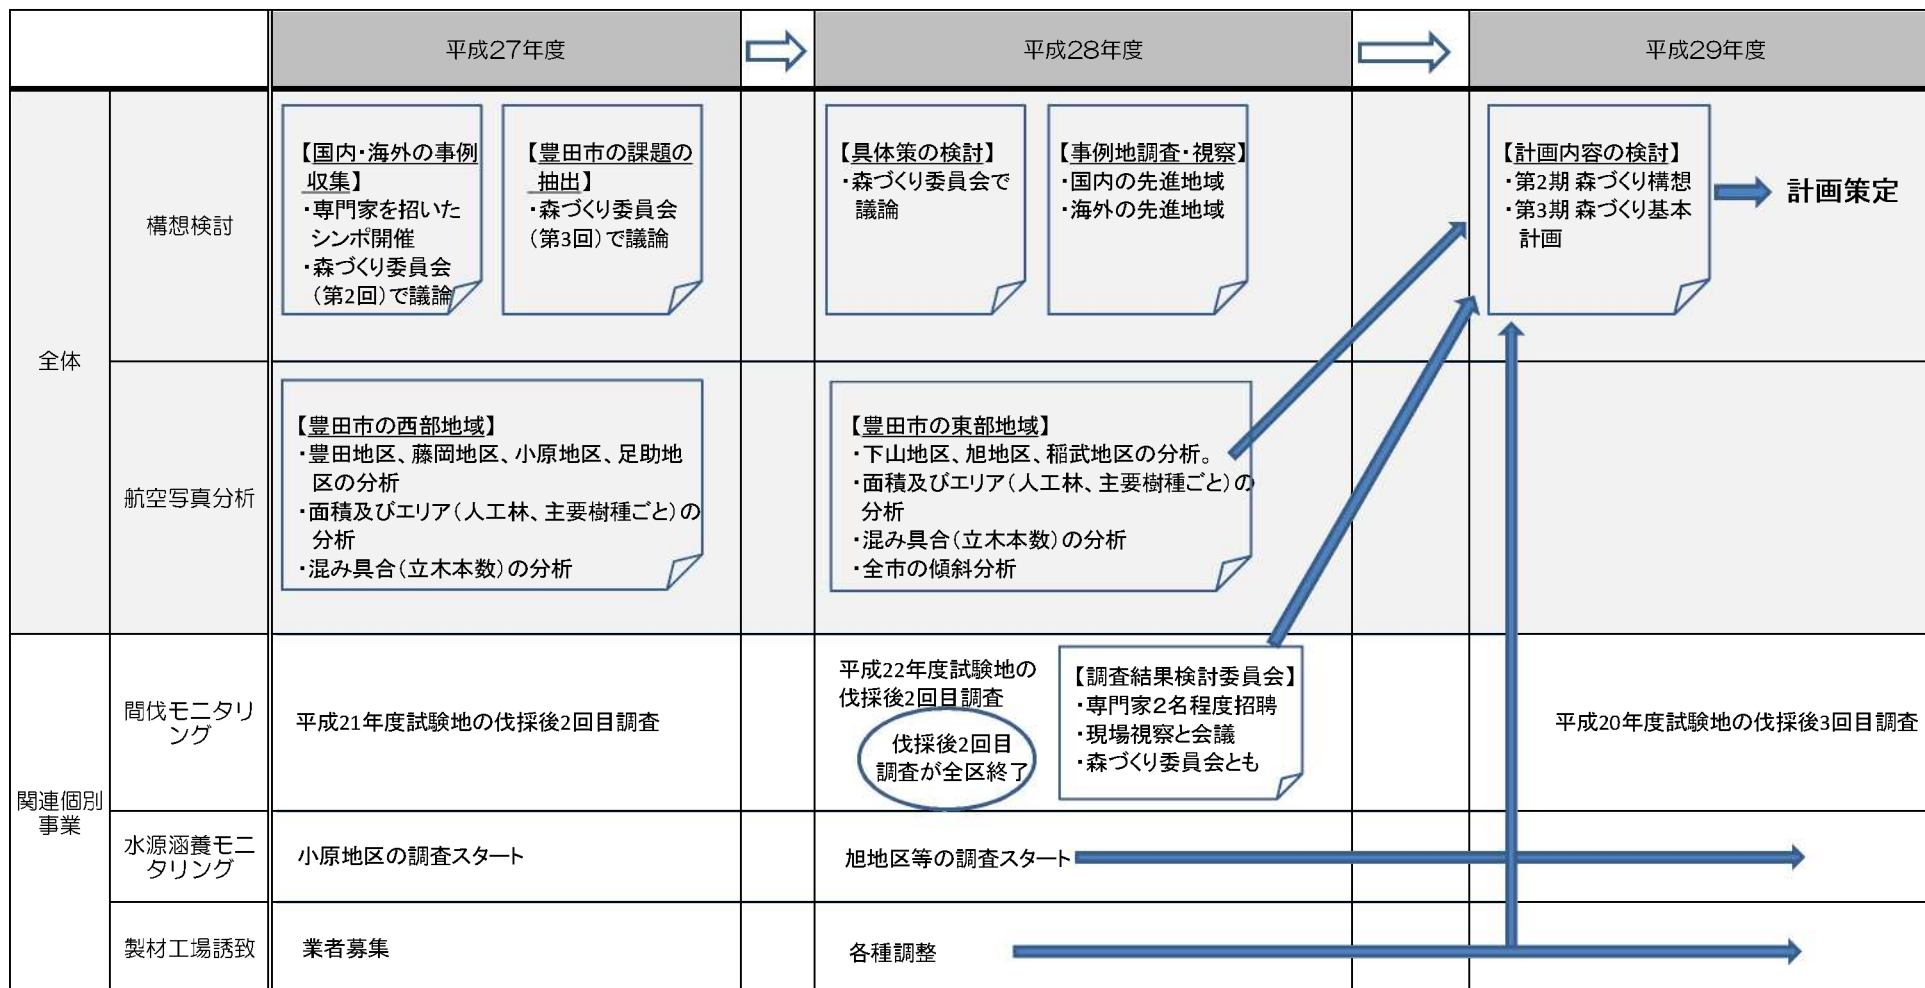 平成27年度
平成28年度
平成29年度
全体
構想検討
【国内・海外の事例
収集】
・専門家を招いた
シンポ開催
・森づくり委員会
(第2回)で議論
【豊田市の課題の
抽出】
・森づくり委員会
(第3回)で議論
【具体策の検討】
・森づくり委員会で
議論
【事例地調査・視察】
・国内の先進地域
・海外の先進地域
【計画内容の検討】
・第2期 森づくり構想
・第3期 森づくり基本
計画
計画策定
航空写真分析
【豊田市の西部地域】
・豊田地区、藤岡地区、小原地区、足助地
区の分析
・面積及びエリア(人工林、主要樹種ごと)の
分析
・混み具合(立木本数)の分析
【豊田市の東部地域】
・下山地区、旭地区、稲武地区の分析。
・面積及びエリア(人工林、主要樹種ごと)の
分析
・混み具合(立木本数)の分析
・全市の傾斜分析
関連個別
事業
間伐モニタリ
ング
平成21年度試験地の伐採後2回目調査
平成22年度試験地の
伐採後2回目調査
伐採後2回目
調査が全区終了
【調査結果検討委員会】
・専門家2名程度招聘
・現場視察と会議
・森づくり委員会とも
平成20年度試験地の伐採後3回目調査
水源涵養モニ
タリング
小原地区の調査スタート
旭地区等の調査スタート
製材工場誘致
業者募集
各種調整